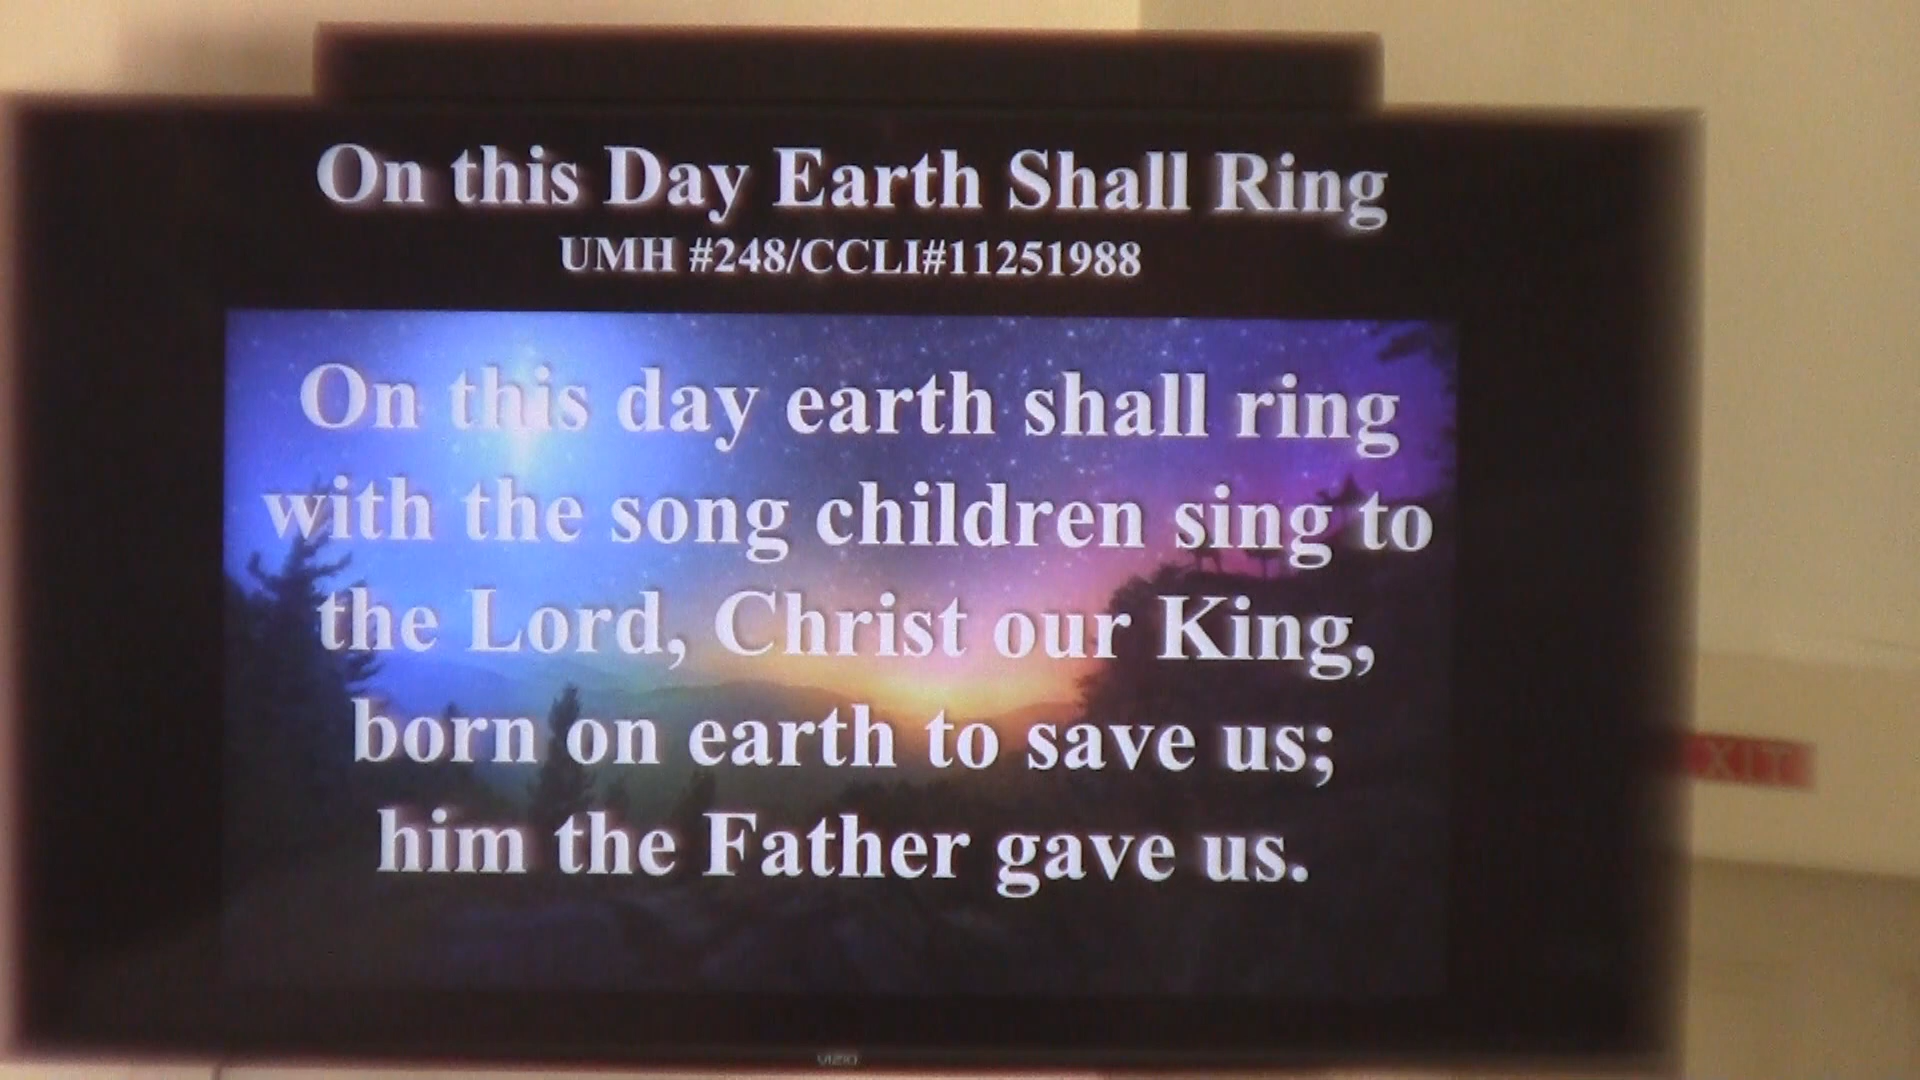 On this Day Earth Shall Ring
UMH #248/CCLI#11251988
On this day earth shall ring
with the song children sing to
the Lord, Christ our King,
born on earth to save us;
him the Father gave us.
EXIT
VIZIO